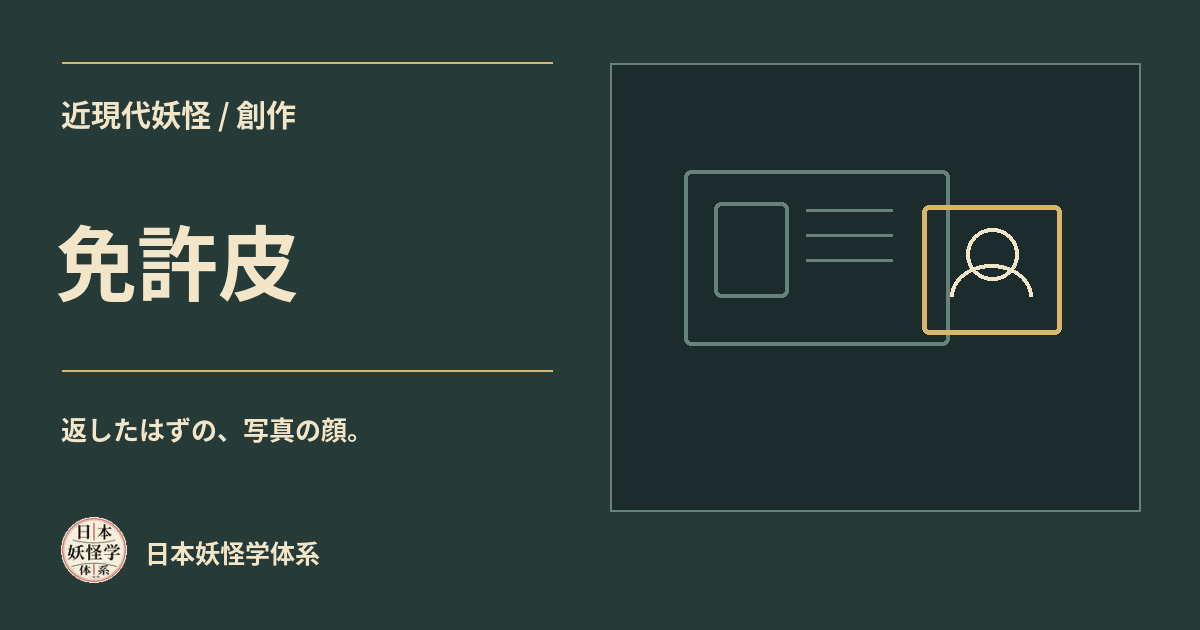 近現代妖怪 / 創作
免許皮
返したはずの、写真の顔。
日本
妖怪学
体系
日本妖怪学体系